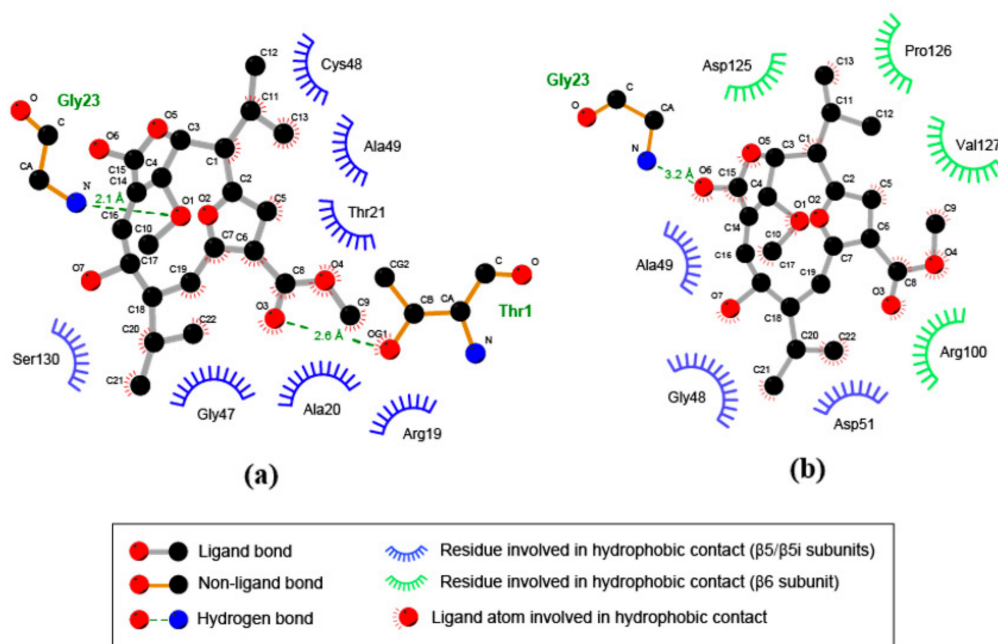 C12
Cys48
C11
C13
O
Gly23
C
CA
N
O6
O5
C3
C15
C4
C14
C1
Ala49
C2
2.1 Å
O1
O2
C5
Thr21
C16
C10
C7
C6
O7
C17
C19
C8
O4
CG2
C
O
C18
O3
C9
CB
CA
Thr1
C20
C22
2.6 Å
OG1
N
Ser130
C21
Gly47
Ala20
Arg19
(a)
Pro126
Asp125
C13
Gly23
C
CA
O
C11
C12
N
O5
C3
C1
Val127
3.2 Å
O6
C15
C4
C2
C5
C14
O1
O2
C9
C10
C6
C16
C17
C7
O4
Ala49
C19
C8
O7
O3
C18
C20
C22
Arg100
C21
Gly48
Asp51
(b)
Ligand bond
Non-ligand bond
Hydrogen bond
Residue involved in hydrophobic contact (β5/β5i subunits)
Residue involved in hydrophobic contact (β6 subunit)
Ligand atom involved in hydrophobic contact